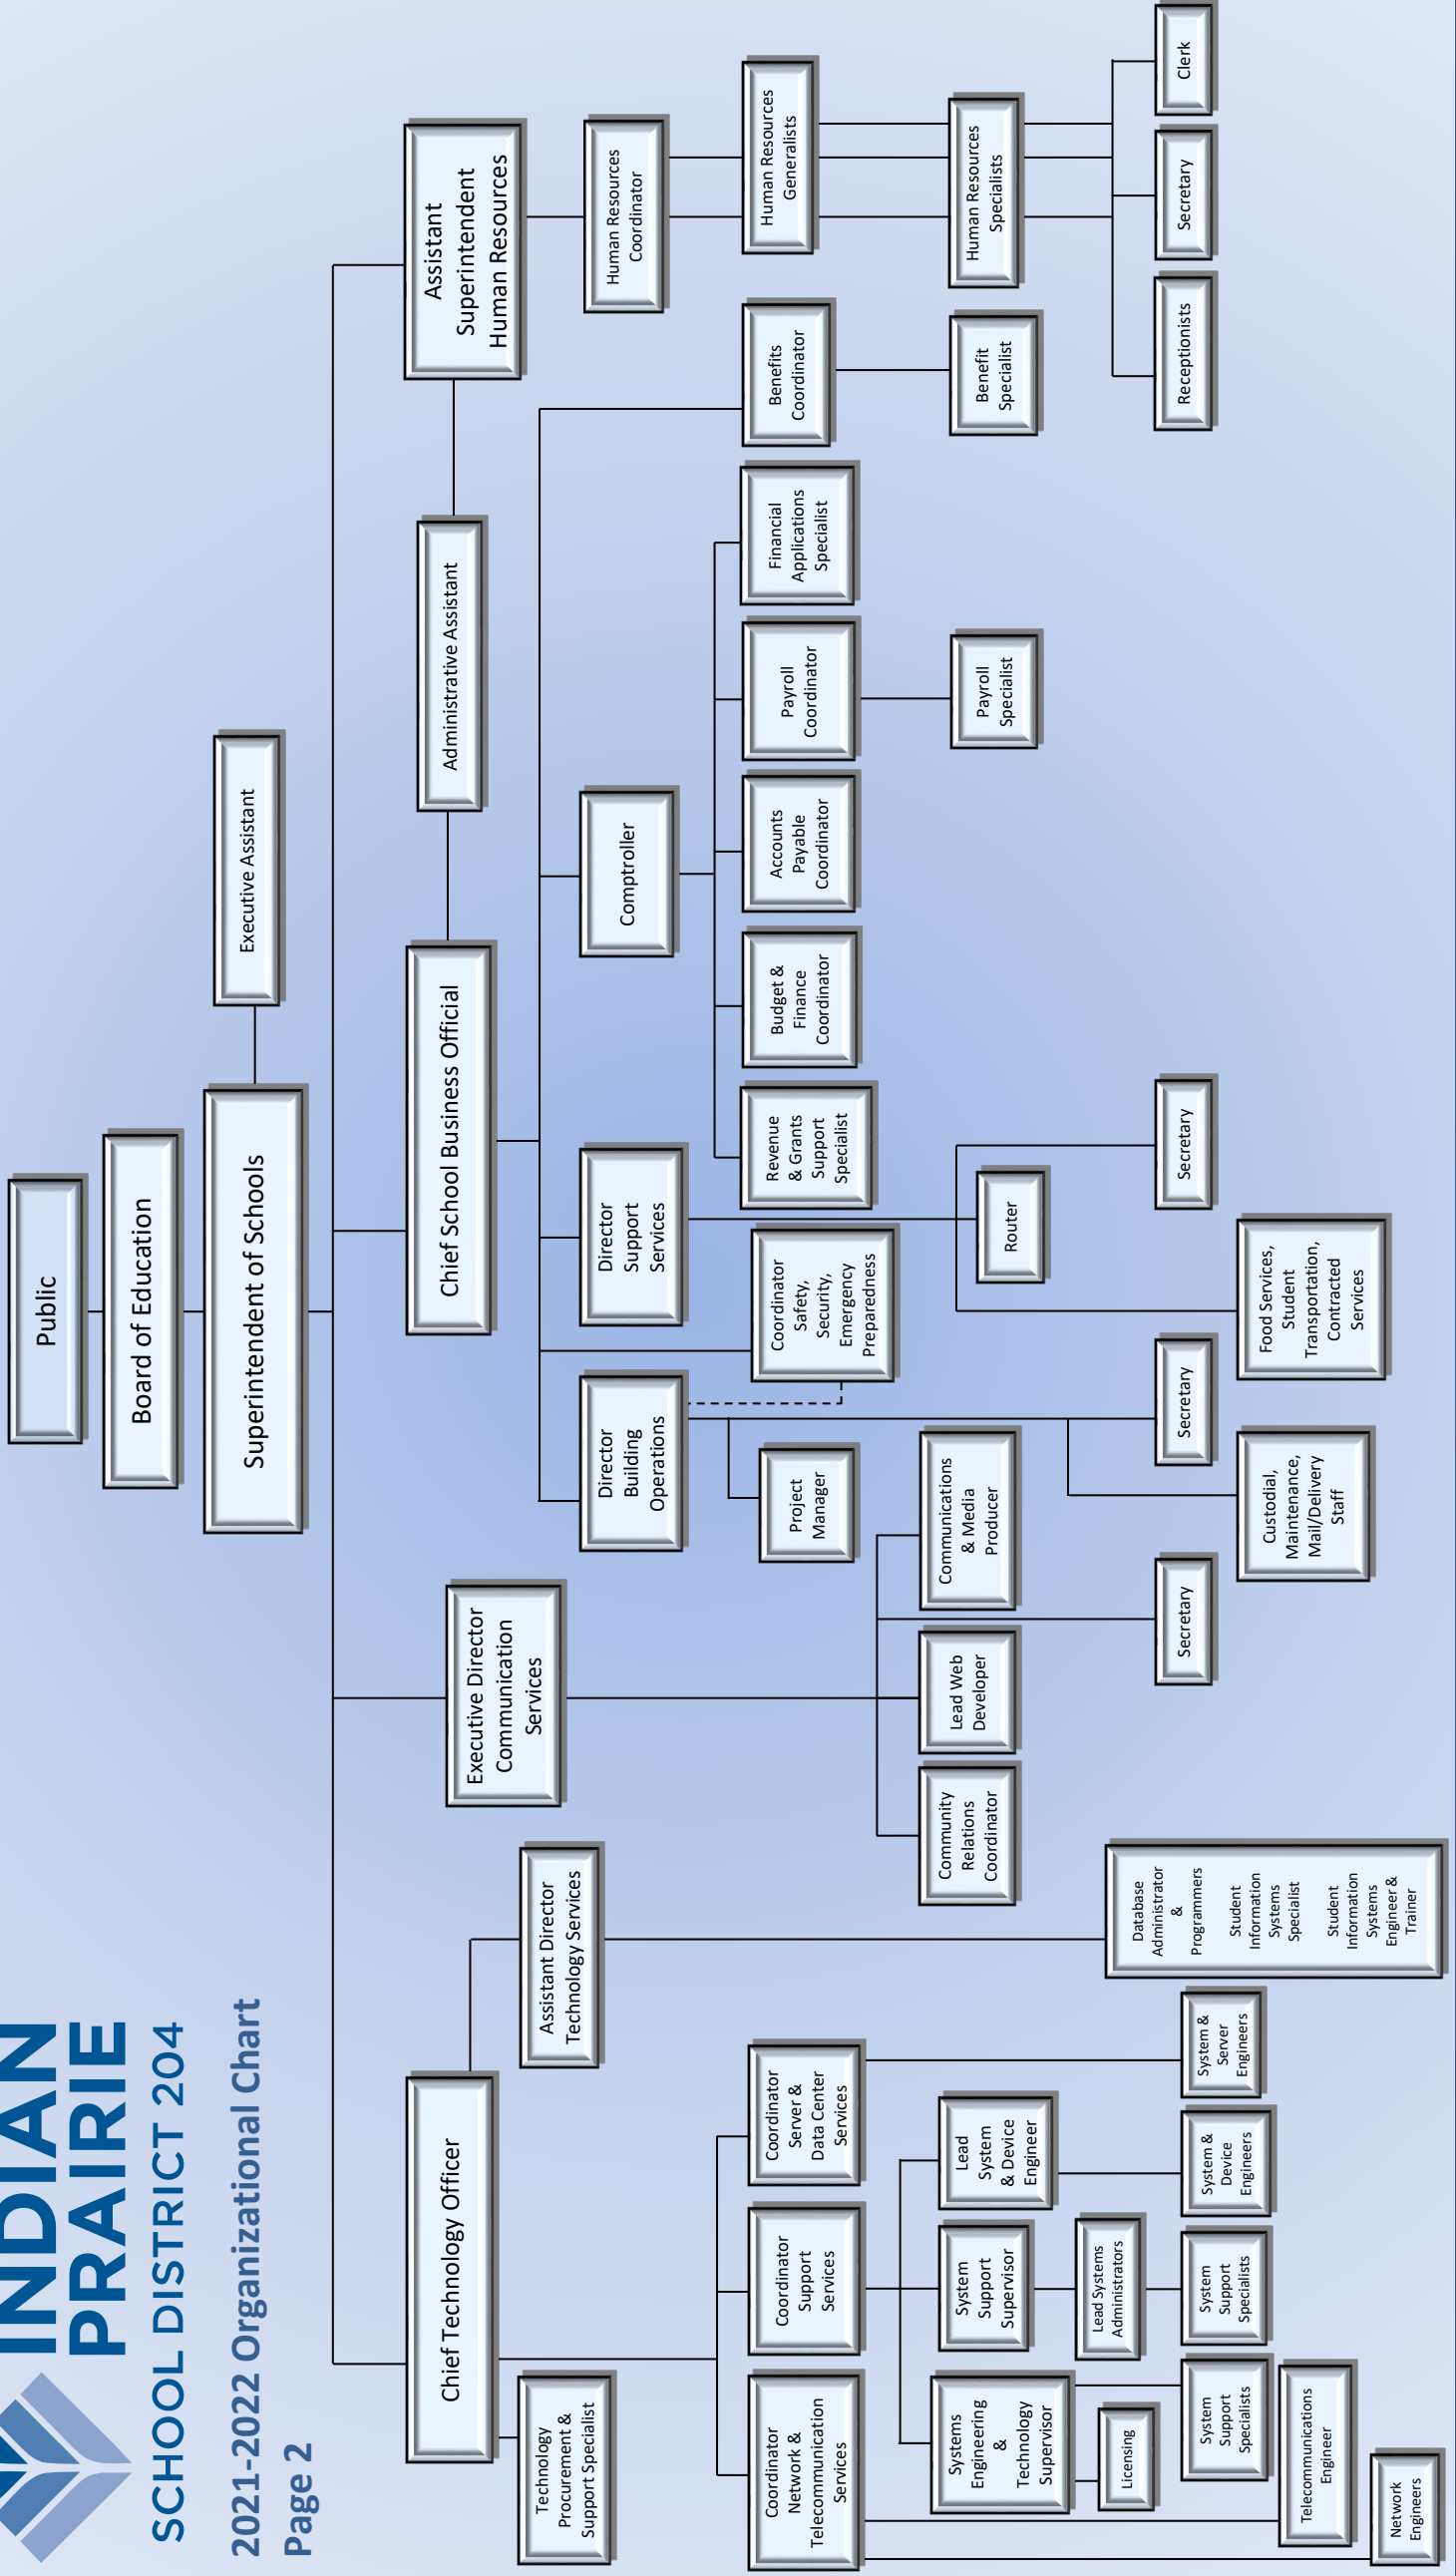 INDIAN
PRAIRIE
SCHOOL DISTRICT 204
2021-2022 Organizational Chart
Page 2
Public
Board of Education
Superintendent of Schools
Executive Assistant
Chief Technology Officer
Executive Director
Communication
Services
Chief School Business Official
Administrative Assistant
Assistant
Superintendent
Human Resources
Technology
Procurement &
Support Specialist
Assistant Director
Technology Services
Director
Building
Operations
Director
Support
Services
Comptroller
Human Resources
Coordinator
Coordinator
Network &
Telecommunication
Services
Coordinator
Support
Services
Coordinator
Server &
Data Center
Services
Project
Manager
Coordinator
Safety,
Security,
Emergency
Preparedness
Revenue
& Grants
Support
Specialist
Budget &
Finance
Coordinator
Accounts
Payable
Coordinator
Payroll
Coordinator
Financial
Applications
Specialist
Benefits
Coordinator
Human Resources
Generalists
Systems
Engineering
&
Technology
Supervisor
System
Support
Supervisor
Lead
System
& Device
Engineer
Community
Relations
Coordinator
Lead Web
Developer
Communications
& Media
Producer
Router
Payroll
Specialist
Benefit
Specialist
Human Resources
Specialists
Licensing
Lead Systems
Administrators
Database
Administrator
&
Programmers
Student
Information
Systems
Specialist
Student
Information
Systems
Engineer &
Trainer
System
Support
Specialists
System
Support
Specialists
System &
Device
Engineers
System &
Server
Engineers
Secretary
Secretary
Secretary
Receptionists
Secretary
Clerk
Telecommunications
Engineer
Custodial,
Maintenance,
Mail/Delivery
Staff
Food Services,
Student
Transportation,
Contracted
Services
Network
Engineers